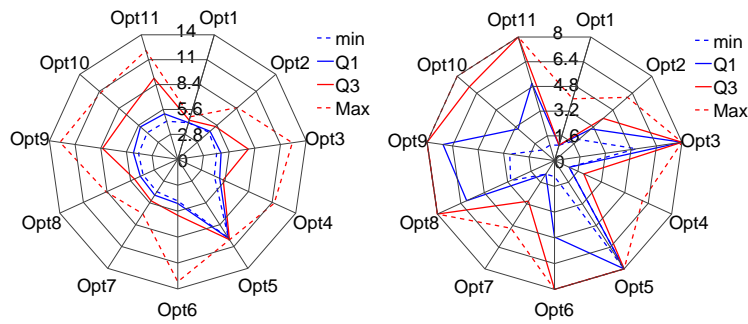 Opt11 14 Opt1
Opt10 11 Opt2
8.4
Opt9 5.6 Opt3
2.8
0
Opt8 Opt4
Opt7 Opt5
Opt6
min
Q1
Q3
Max
Opt11 8 Opt1
Opt10 6.4 Opt2
4.8
3.2
Opt9 1.6 Opt3
0
Opt8 Opt4
Opt7 Opt5
Opt6
min
Q1
Q3
Max